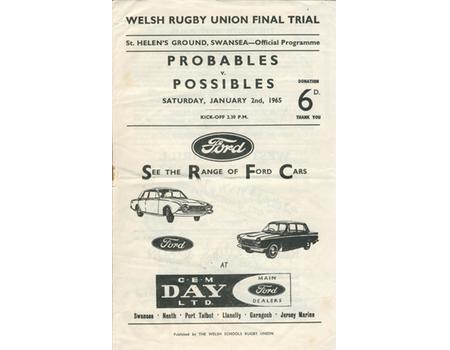 WELSH RUGBY UNION FINAL TRIAL
St. HELEN'S GROUND, SWANSEA—Official Programme
PROBABLES
v.
POSSIBLES
SATURDAY, JANUARY 2nd, 1965
KICK-OFF 2.30 P.M.
DONATION
6D.
THANK YOU
Ford
SEE THE RANGE OF FORD CARS
Ford
AT
C·E·M
DAY
LTD.
MAIN
Ford
DEALERS
Swansea · Neath · Port Talbot · Llanelly · Garngoch · Jersey Marine
Published by THE WELSH SCHOOLS RUGBY UNION